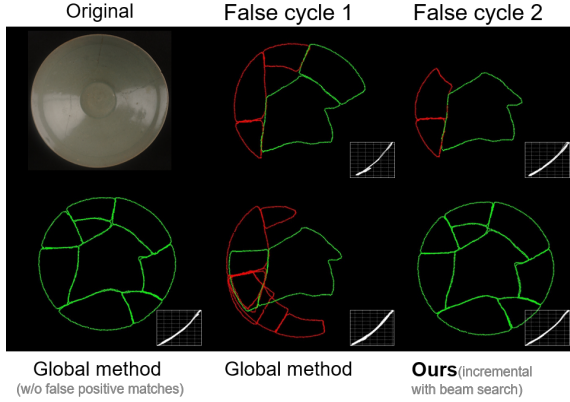 Original
False cycle 1
False cycle 2
Global method
(w/o false positive matches)
Global method
Ours(incremental
with beam search)